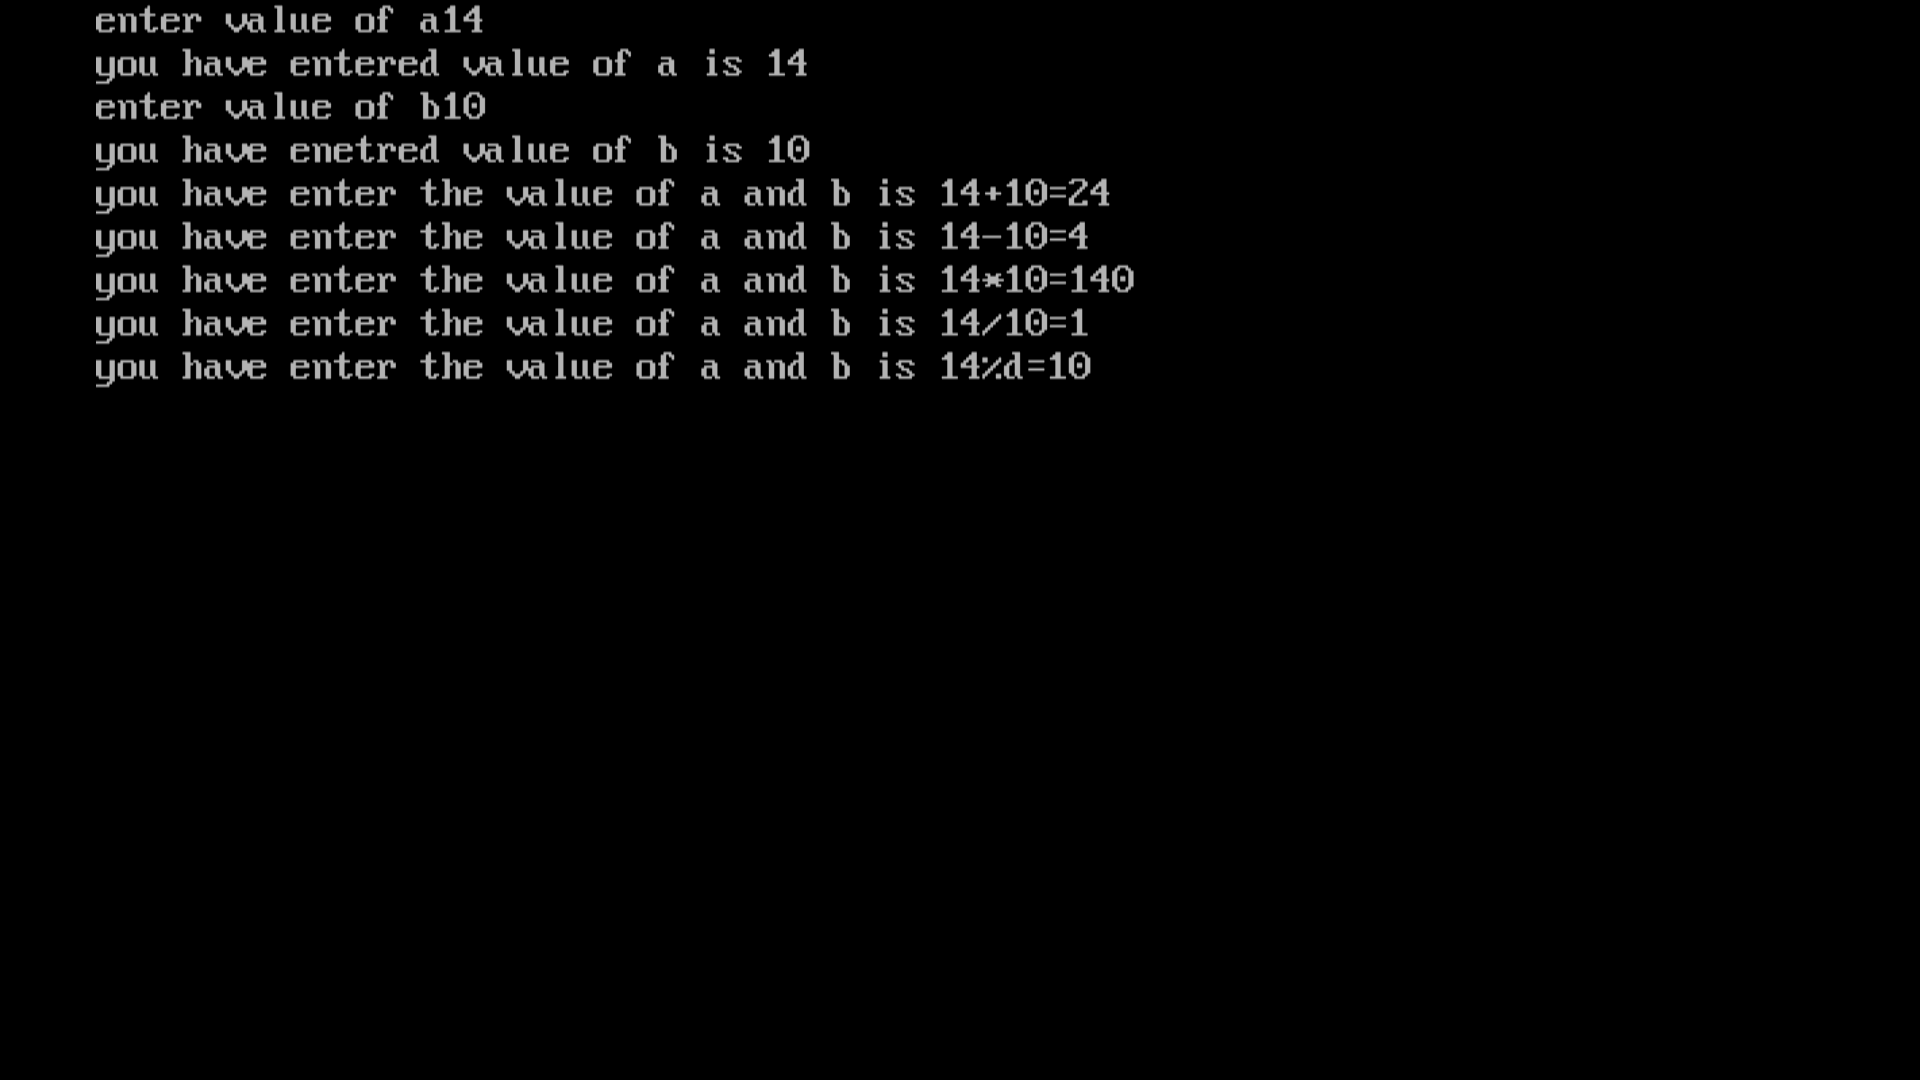 enter value of a14
you have entered value of a is 14
enter value of b10
you have enetred value of b is 10
you have enter the value of a and b is 14+10=24
you have enter the value of a and b is 14-10=4
you have enter the value of a and b is 14*10=140
you have enter the value of a and b is 14/10=1
you have enter the value of a and b is 14%d=10